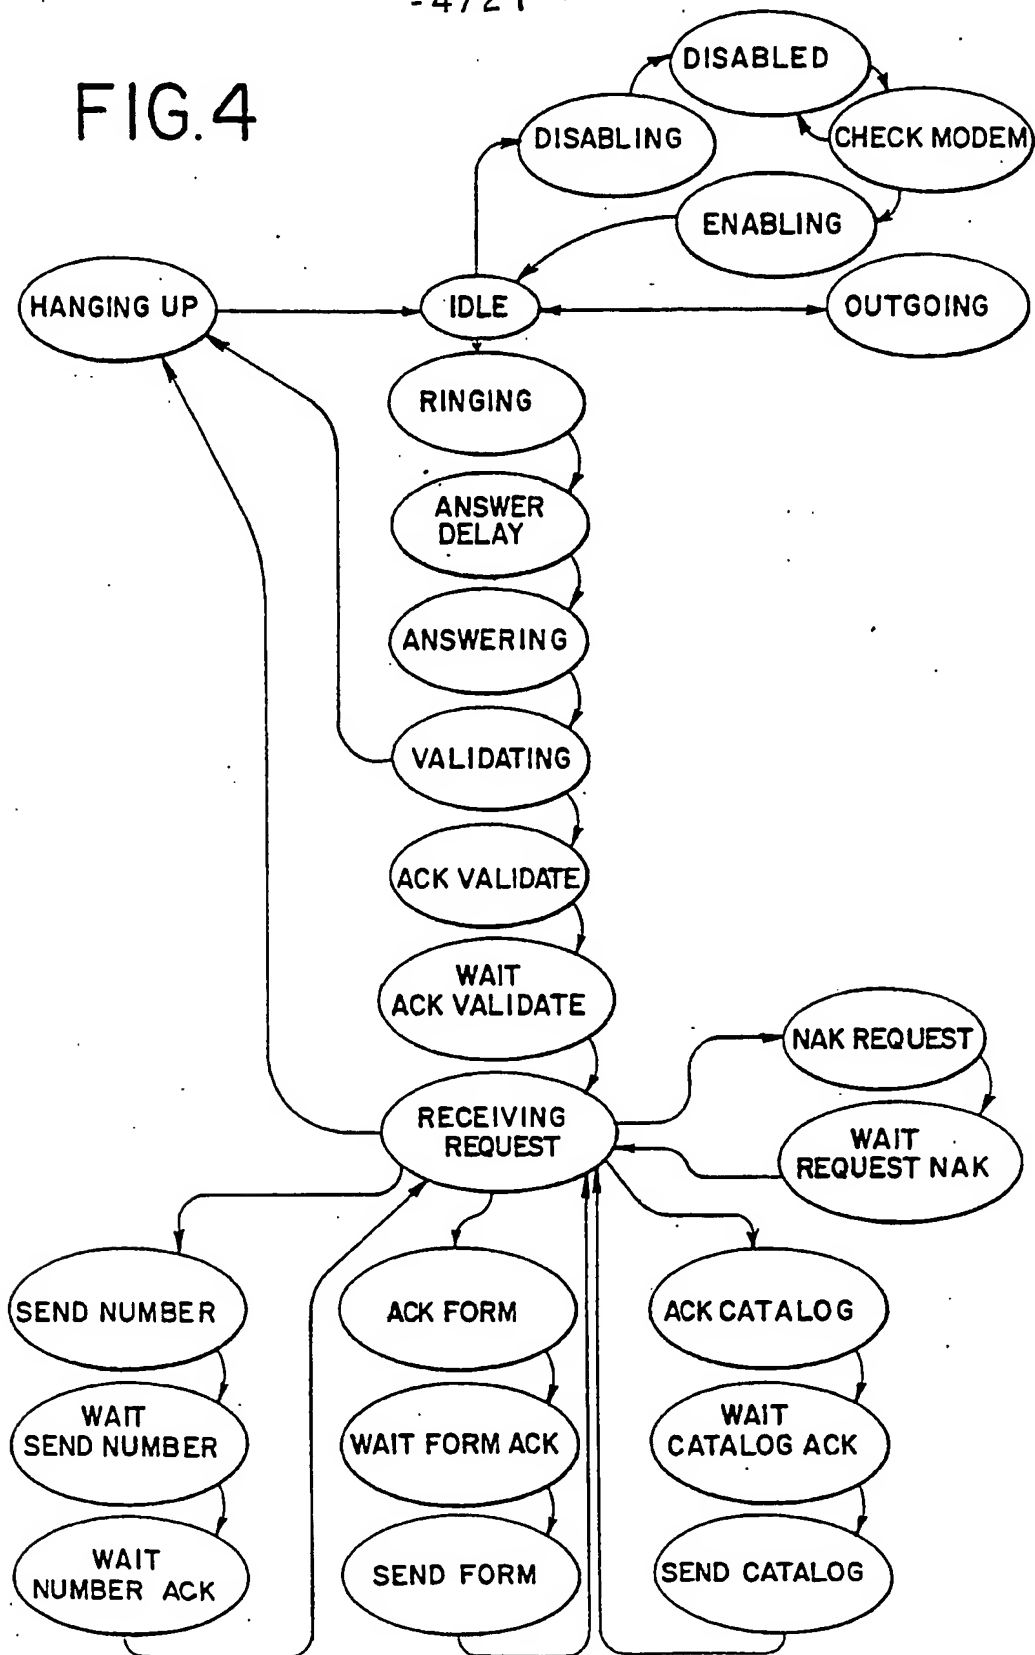 FIG.4
DISABLED
DISABLING
CHECK MODEM
ENABLING
HANGING UP
IDLE
OUTGOING
RINGING
ANSWER
DELAY
ANSWERING
VALIDATING
ACK VALIDATE
WAIT
ACK VALIDATE
NAK REQUEST
RECEIVING
REQUEST
WAIT
REQUEST NAK
SEND NUMBER
ACK FORM
ACK CATALOG
WAIT
SEND NUMBER
WAIT FORM ACK
WAIT
CATALOG ACK
WAIT
NUMBER ACK
SEND FORM
SEND CATALOG